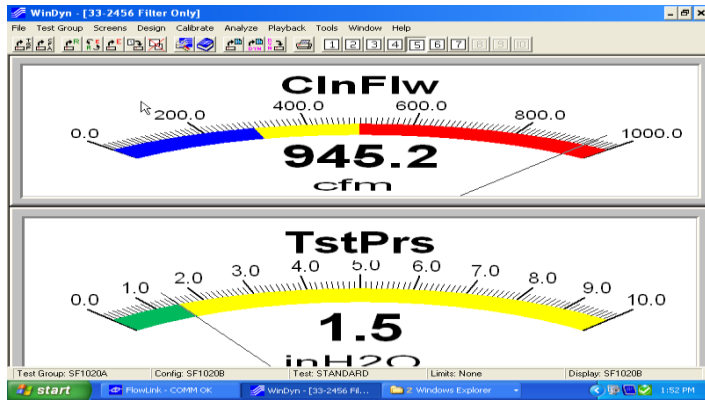 WinDyn - [33-2456 Filter Only]
File Test Group Screens Design Calibrate Analyze Playback Tools Window Help
1 2 3 4 5 6 7 8 9 10
ClnFlw
0.0 200.0 400.0 600.0 800.0 1000.0
945.2
cfm
TstPrs
0.0 1.0 2.0 3.0 4.0 5.0 6.0 7.0 8.0 9.0 10.0
1.5
inH2O
Test Group: SF1020A Config: SF1020B Test: STANDARD Limits: None Display: SF1020B
start FlowLink - COMM OK WinDyn - [33-2456 Fil... 2 Windows Explorer 1:52 PM